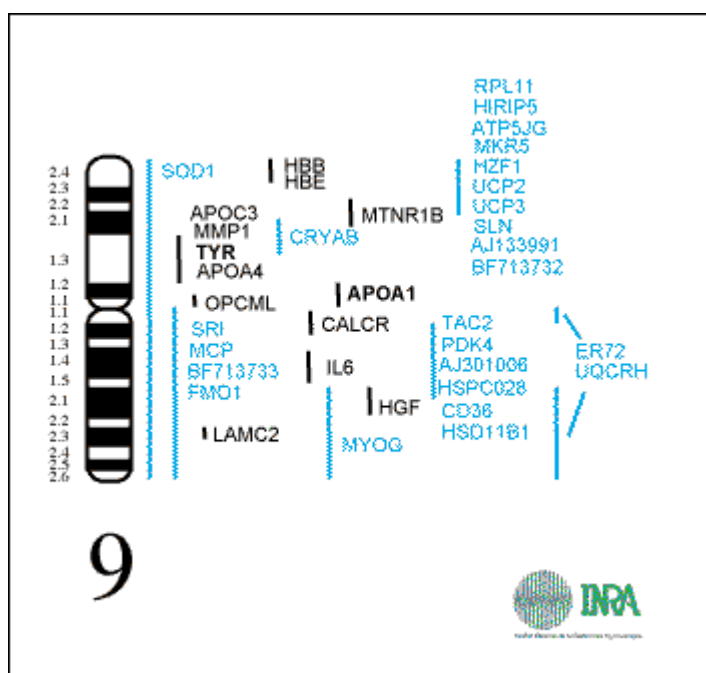 RPL11
HIRIP5
ATP5JG
MKR5
HZF1
UCP2
UCP3
SLN
AJ133991
BF713732
SOD1
HBB
HBE
MTNR1B
APOC3
MMP1
TYR
APOA4
CRYAB
OPCML
APOA1
CALCR
SRI
MCP
BF713733
FMO1
IL6
HGF
LAMC2
MYOG
TAC2
PDK4
AJ301006
HSPC028
CD36
HSD11B1
ER72
UQCRH
2.4
2.3
2.2
2.1
1.3
1.2
1.1
1.1
1.2
1.3
1.4
1.5
2.1
2.2
2.3
2.4
2.5
2.6
9
INRA